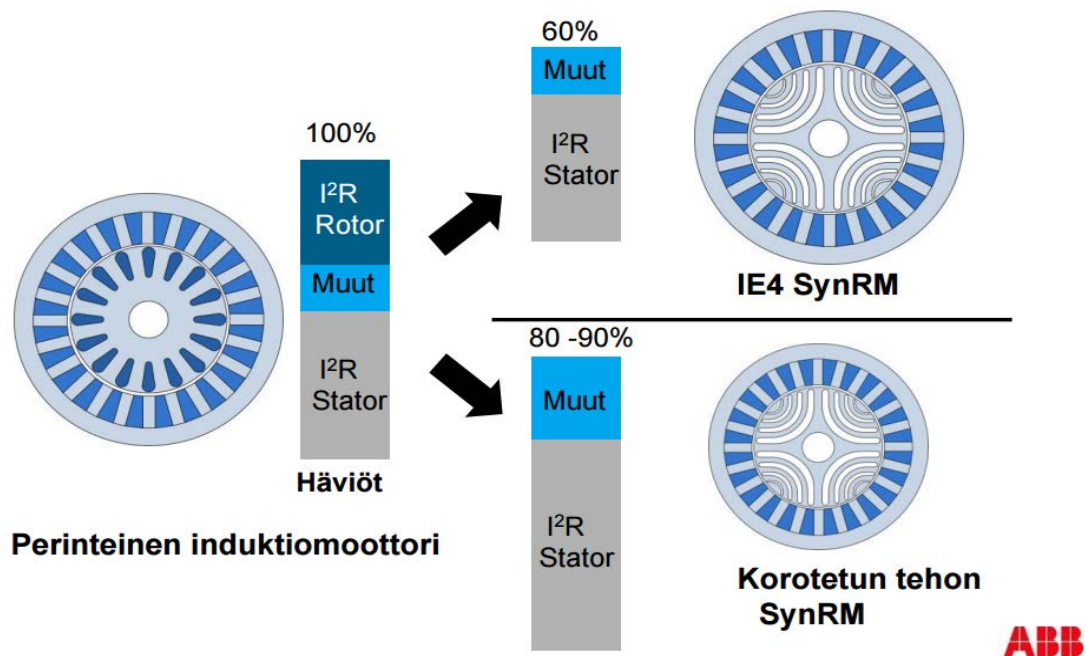 100%
I²R
Rotor
Muut
I²R
Stator
Häviöt
Perinteinen induktiomoottori
60%
Muut
I²R
Stator
IE4 SynRM
80 -90%
Muut
I²R
Stator
Korotetun tehon
SynRM
ABB